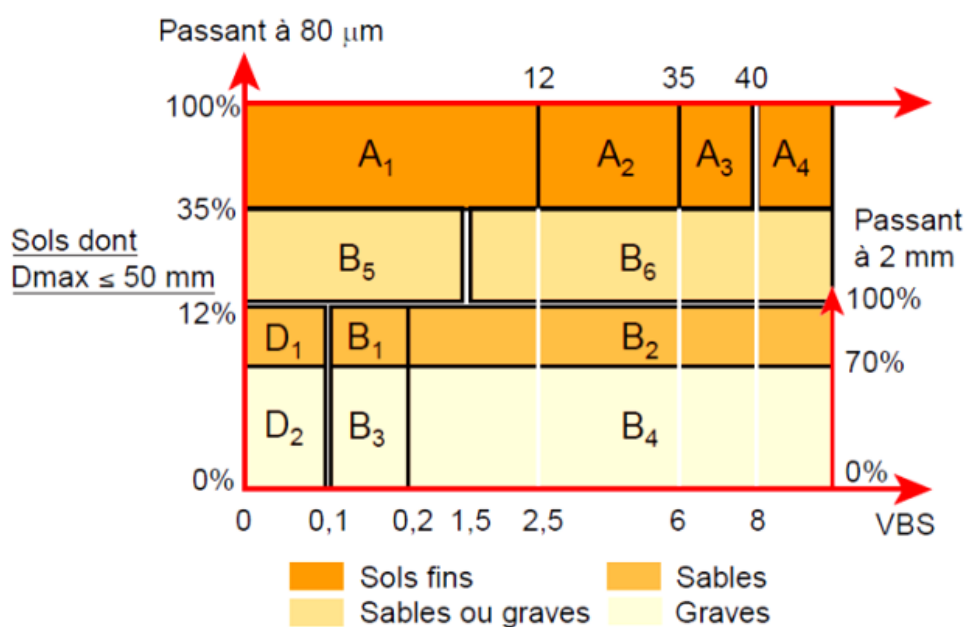 Passant à 80 μm
12 35 40
100%
A1 A2 A3 A4
35%
Sols dont
Dmax ≤ 50 mm
B5 B6
Passant
à 2 mm
100%
12%
D1 B1 B2
70%
D2 B3 B4
0% 0%
0 0,1 0,2 1,5 2,5 6 8 VBS
Sols fins Sables
Sables ou graves Graves